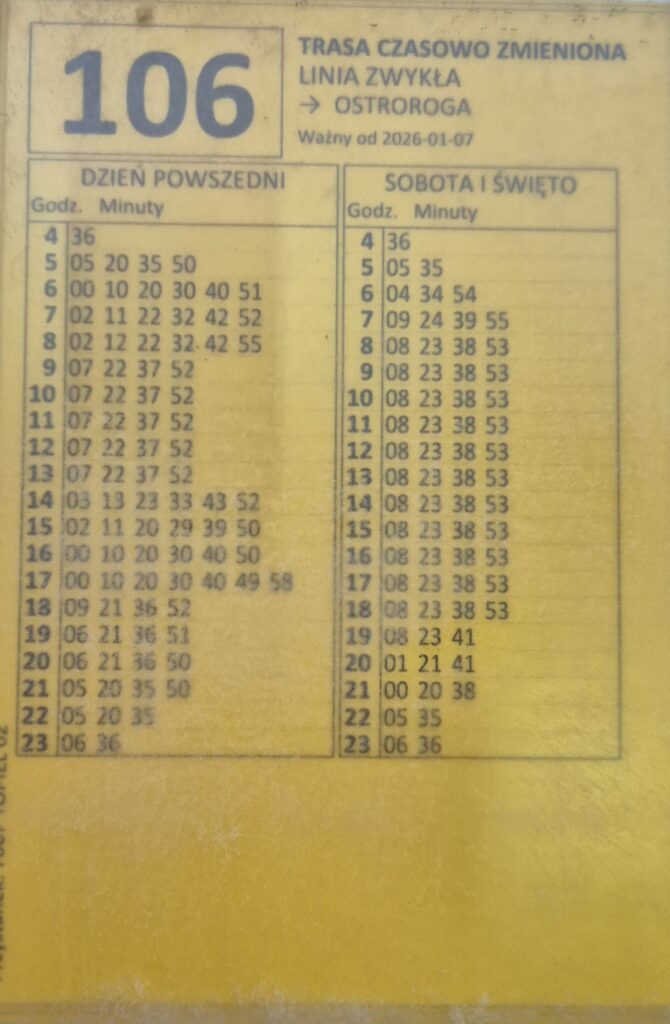 106
TRASA CZASOWO ZMIENIONA
LINIA ZWYKŁA
→ OSTROROGA
Ważny od 2026-01-07
DZIEŃ POWSZEDNI
Godz. Minuty
4 36
5 05 20 35 50
6 00 10 20 30 40 51
7 02 11 22 32 42 52
8 02 12 22 32 42 55
9 07 22 37 52
10 07 22 37 52
11 07 22 37 52
12 07 22 37 52
13 07 22 37 52
14 03 13 23 33 43 52
15 02 11 20 29 39 50
16 00 10 20 30 40 50
17 00 10 20 30 40 49 58
18 09 21 36 52
19 06 21 36 51
20 06 21 36 50
21 05 20 35 50
22 05 20 35
23 06 36
SOBOTA I ŚWIĘTO
Godz. Minuty
4 36
5 05 35
6 04 34 54
7 09 24 39 55
8 08 23 38 53
9 08 23 38 53
10 08 23 38 53
11 08 23 38 53
12 08 23 38 53
13 08 23 38 53
14 08 23 38 53
15 08 23 38 53
16 08 23 38 53
17 08 23 38 53
18 08 23 38 53
19 08 23 41
20 01 21 41
21 00 20 38
22 05 35
23 06 36